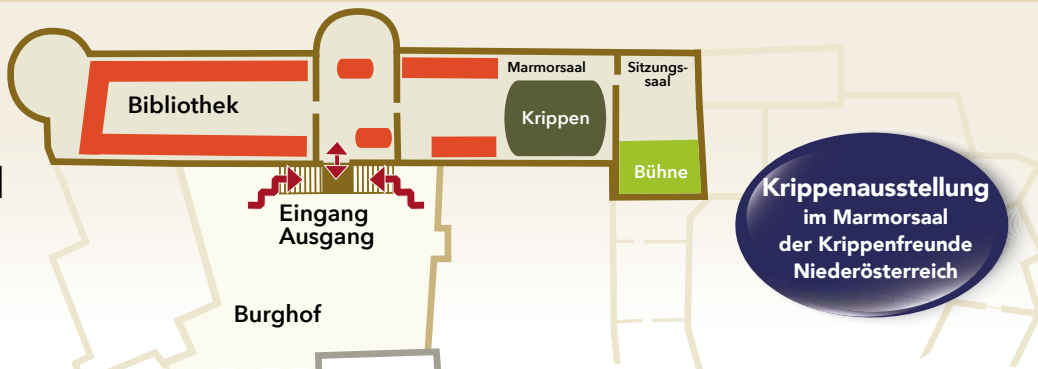 Bibliothek
Marmorsaal
Krippen
Sitzungs-
saal
Bühne
Eingang
Ausgang
Burghof
Krippenausstellung
im Marmorsaal
der Krippenfreunde
Niederösterreich